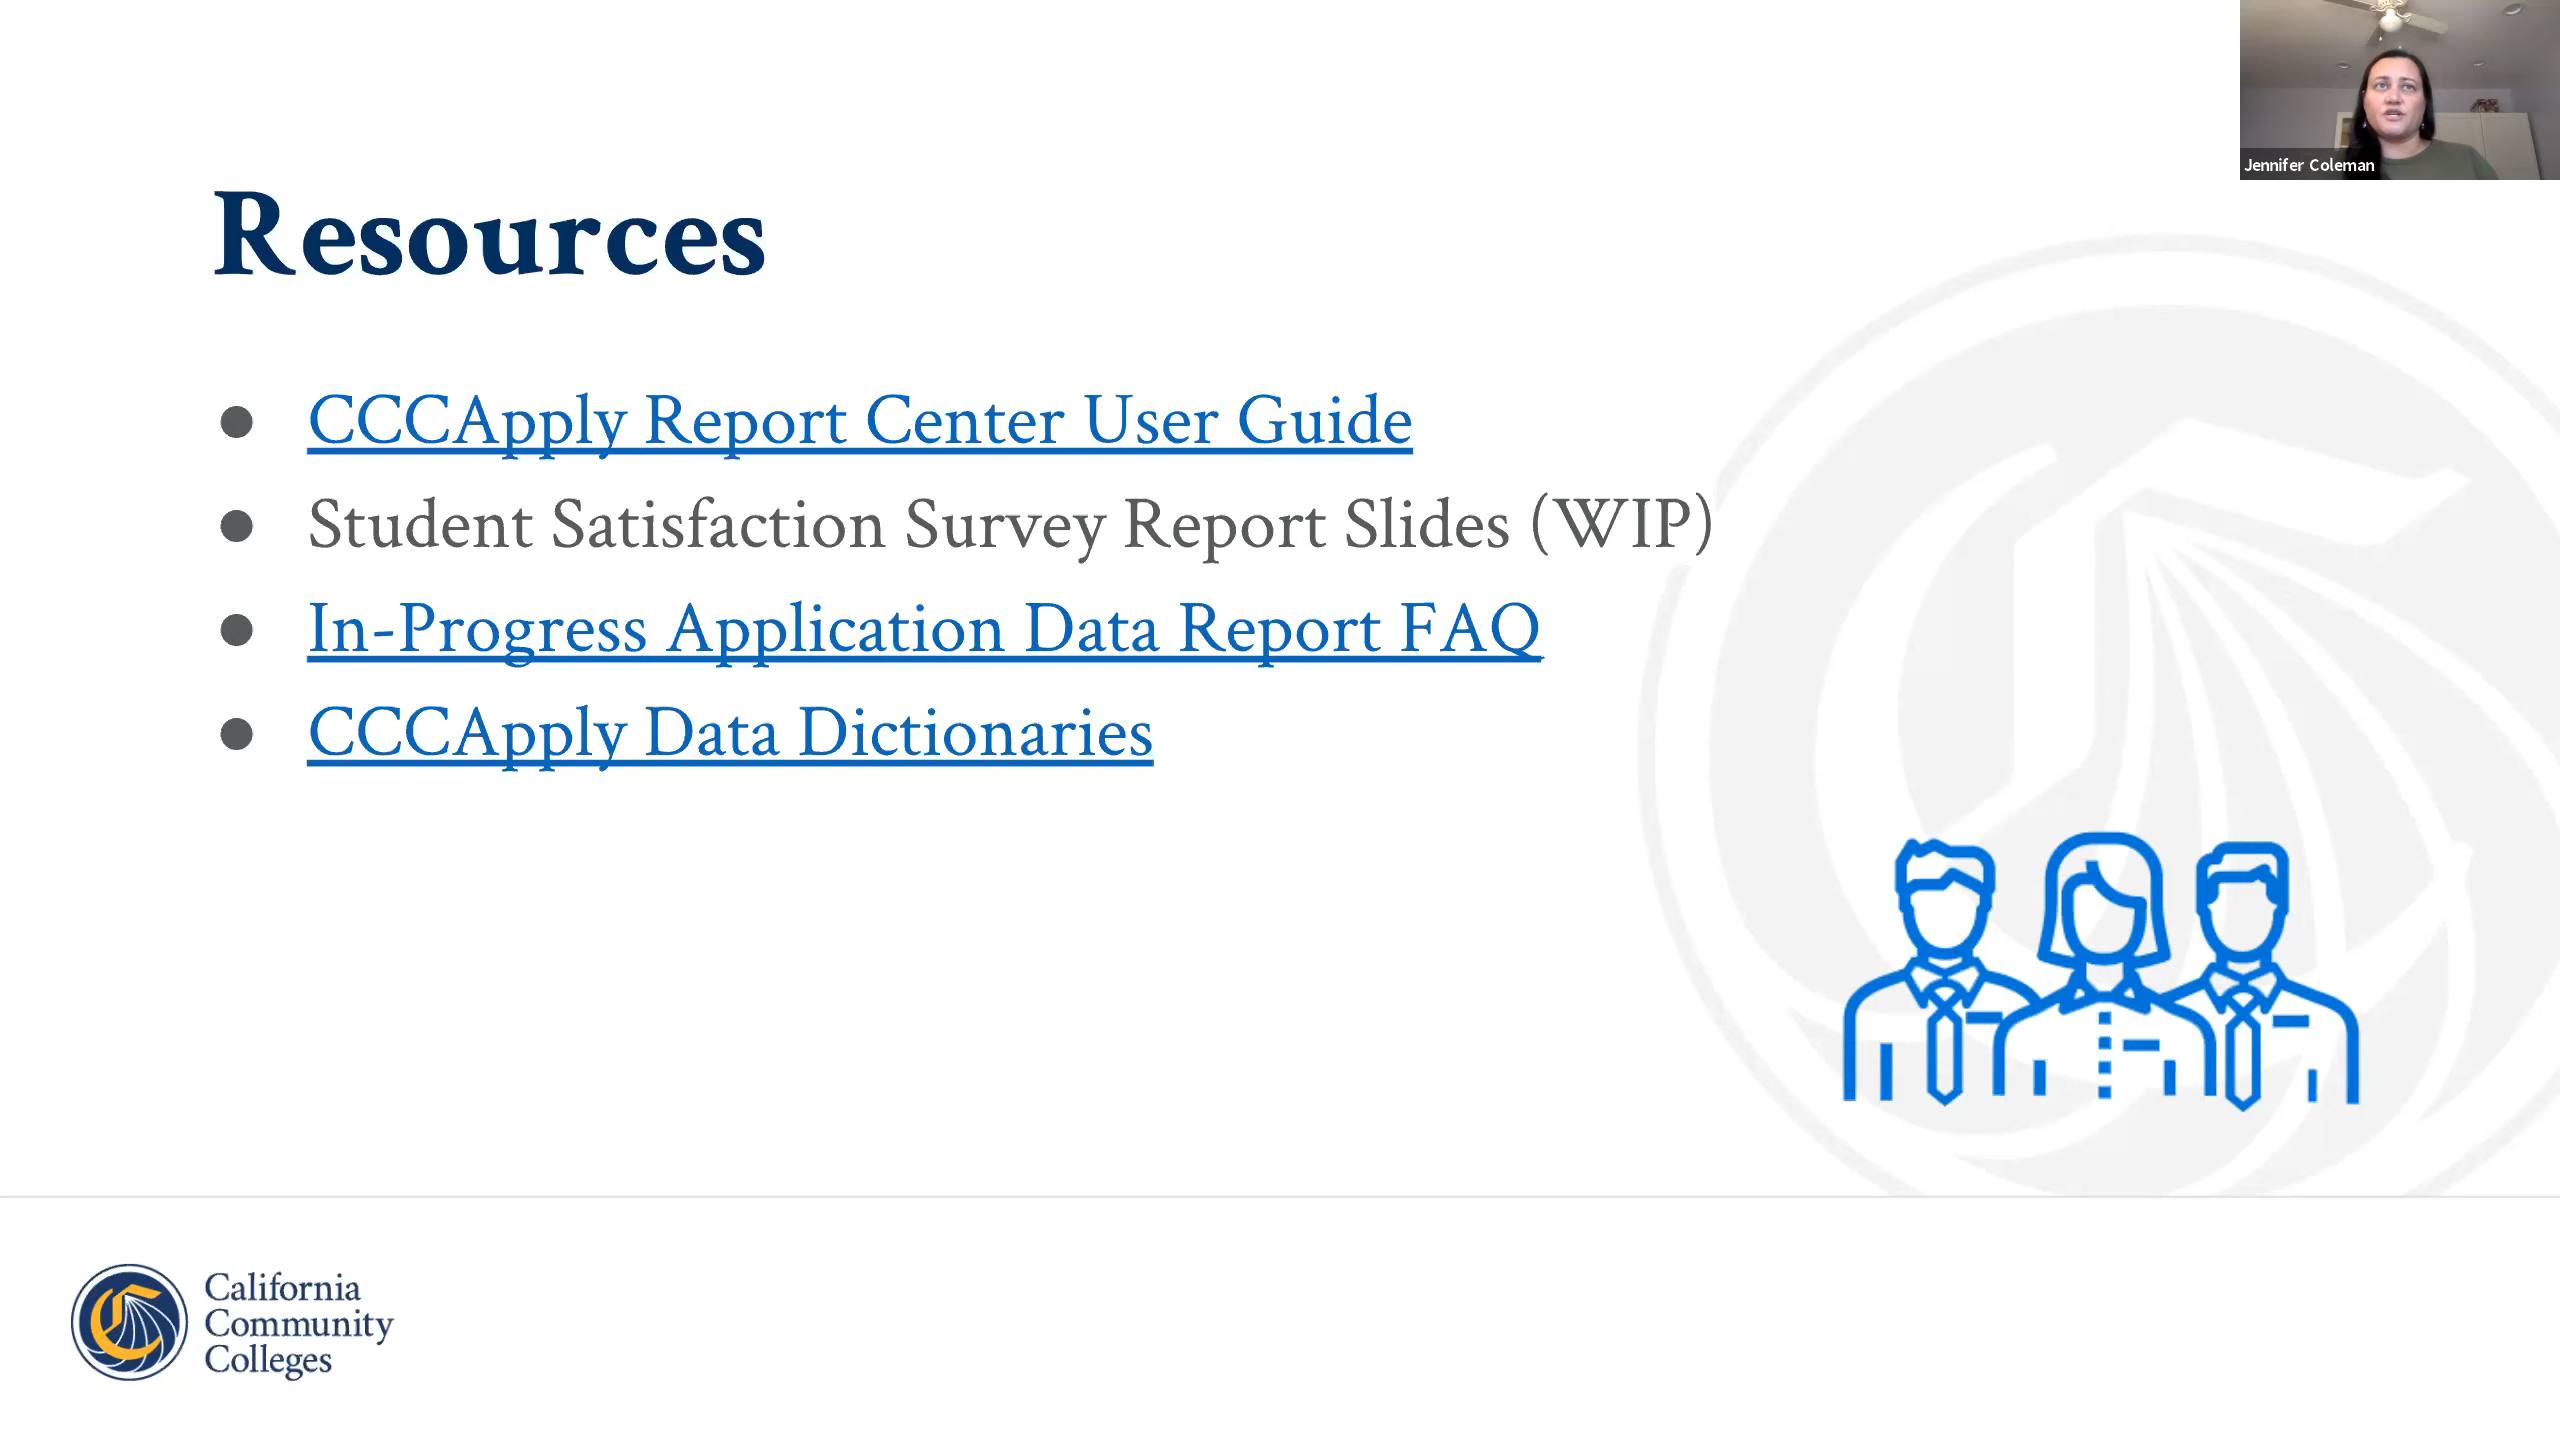 Jennifer Coleman
Resources
CCCApply Report Center User Guide
Student Satisfaction Survey Report Slides (WIP)
In-Progress Application Data Report FAQ
CCCApply Data Dictionaries
California
Community
Colleges